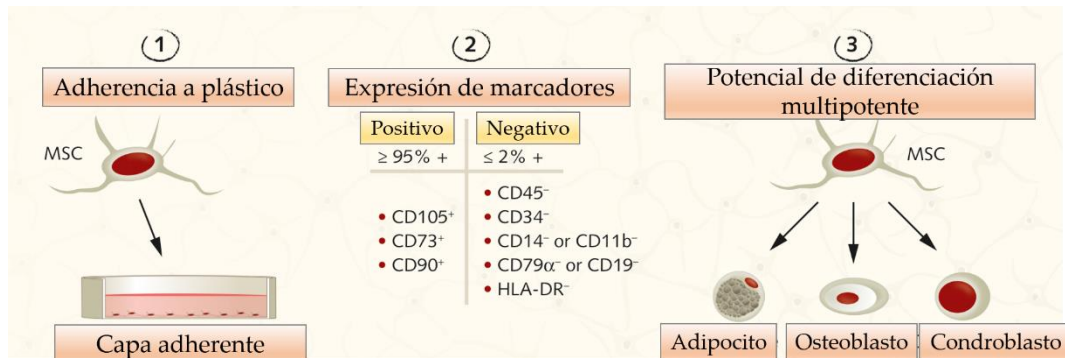 1
Adherencia a plástico
MSC
Capa adherente
2
Expresión de marcadores
Positivo
≥ 95% +
• CD105⁺
• CD73⁺
• CD90⁺
Negativo
≤ 2% +
• CD45⁻
• CD34⁻
• CD14⁻ or CD11b⁻
• CD79α⁻ or CD19⁻
• HLA-DR⁻
3
Potencial de diferenciación
multipotente
MSC
Adipocito
Osteoblasto
Condroblasto